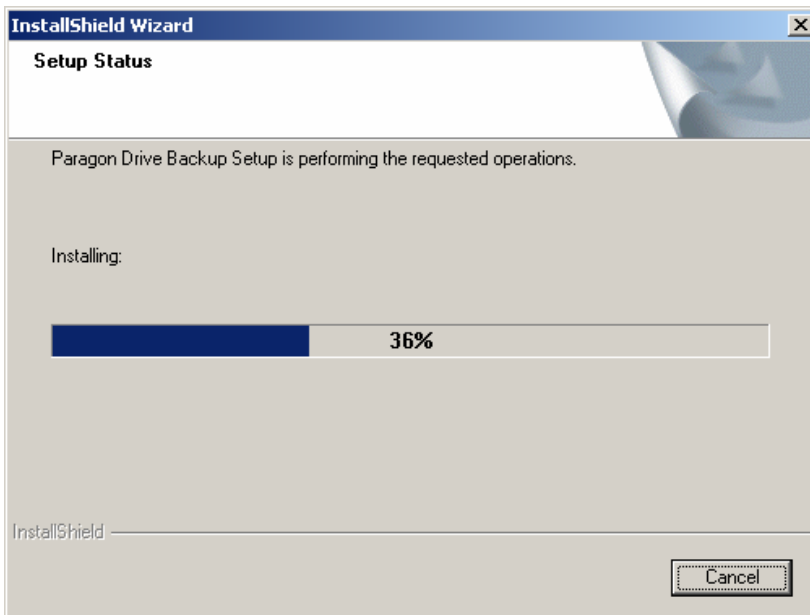 InstallShield Wizard
Setup Status
Paragon Drive Backup Setup is performing the requested operations.
Installing:
36%
InstallShield
Cancel